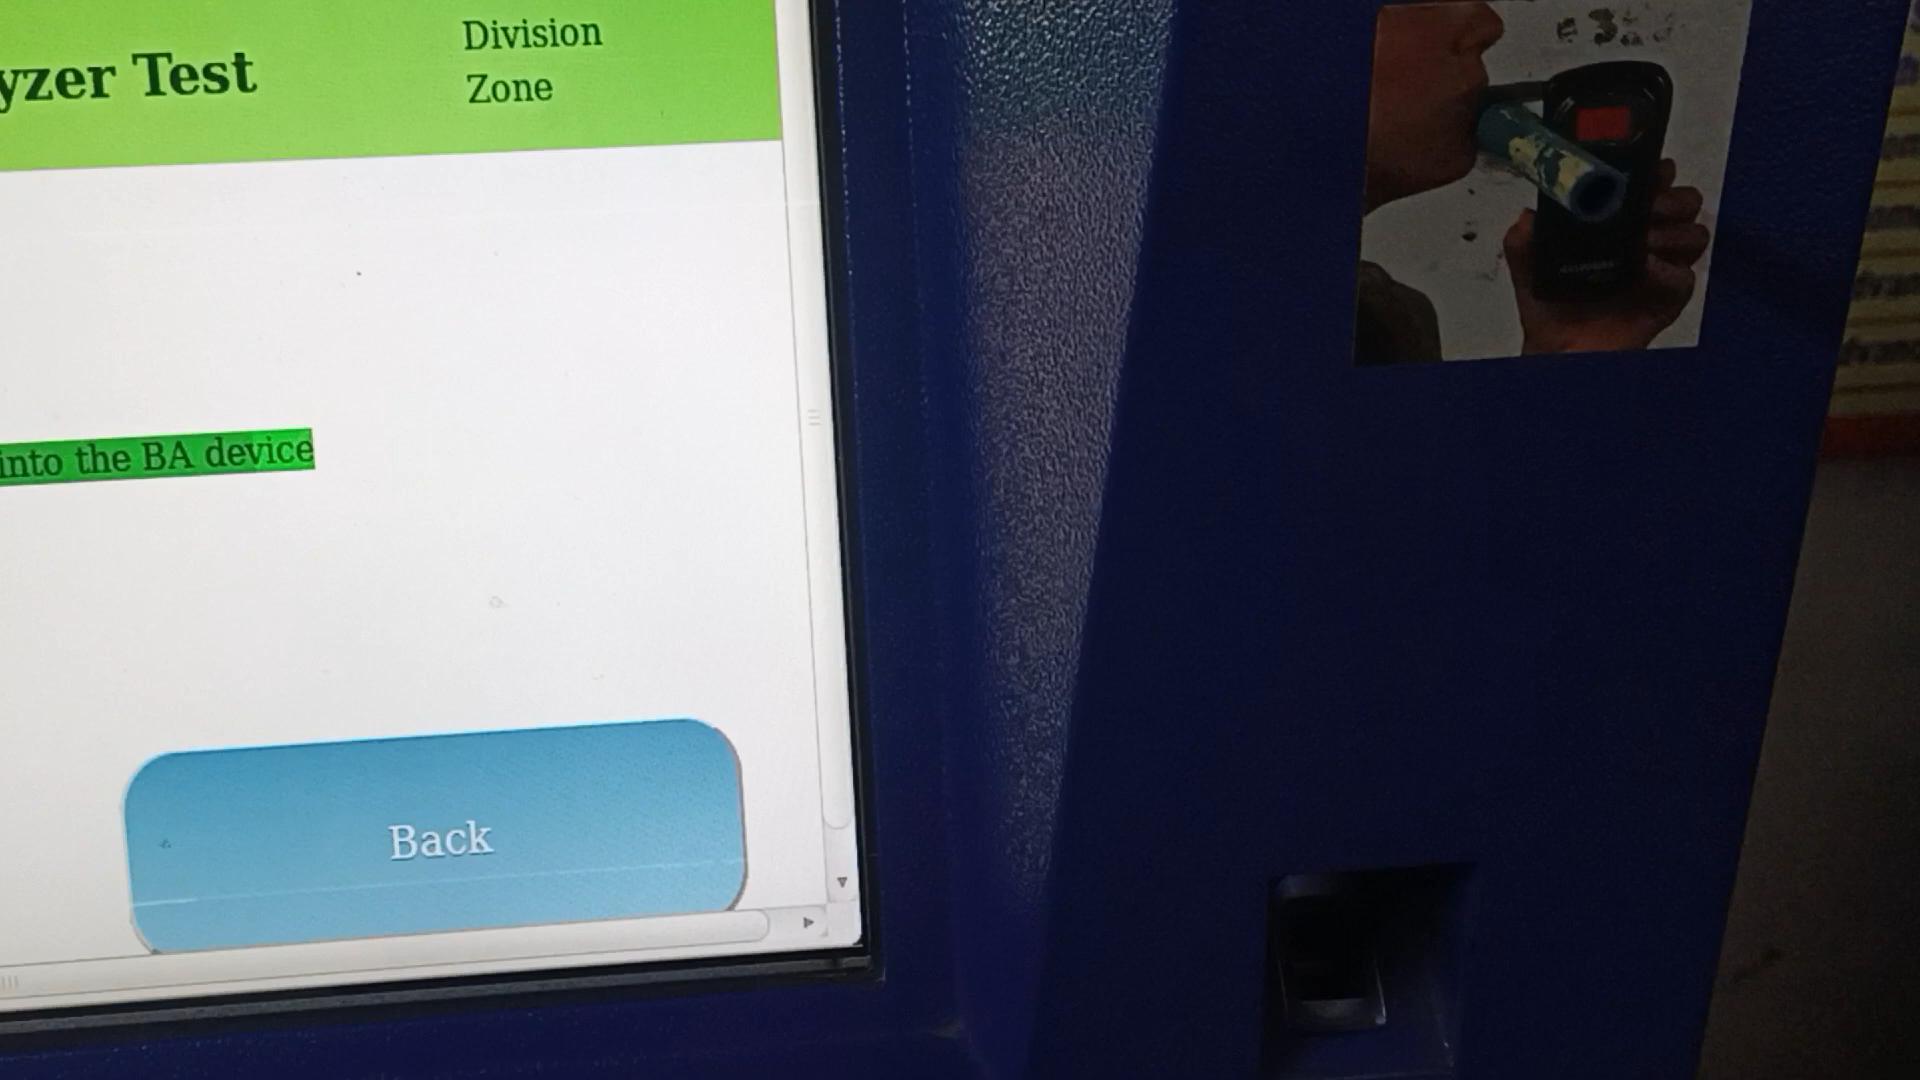 yzer Test
Division
Zone
into the BA device
Back